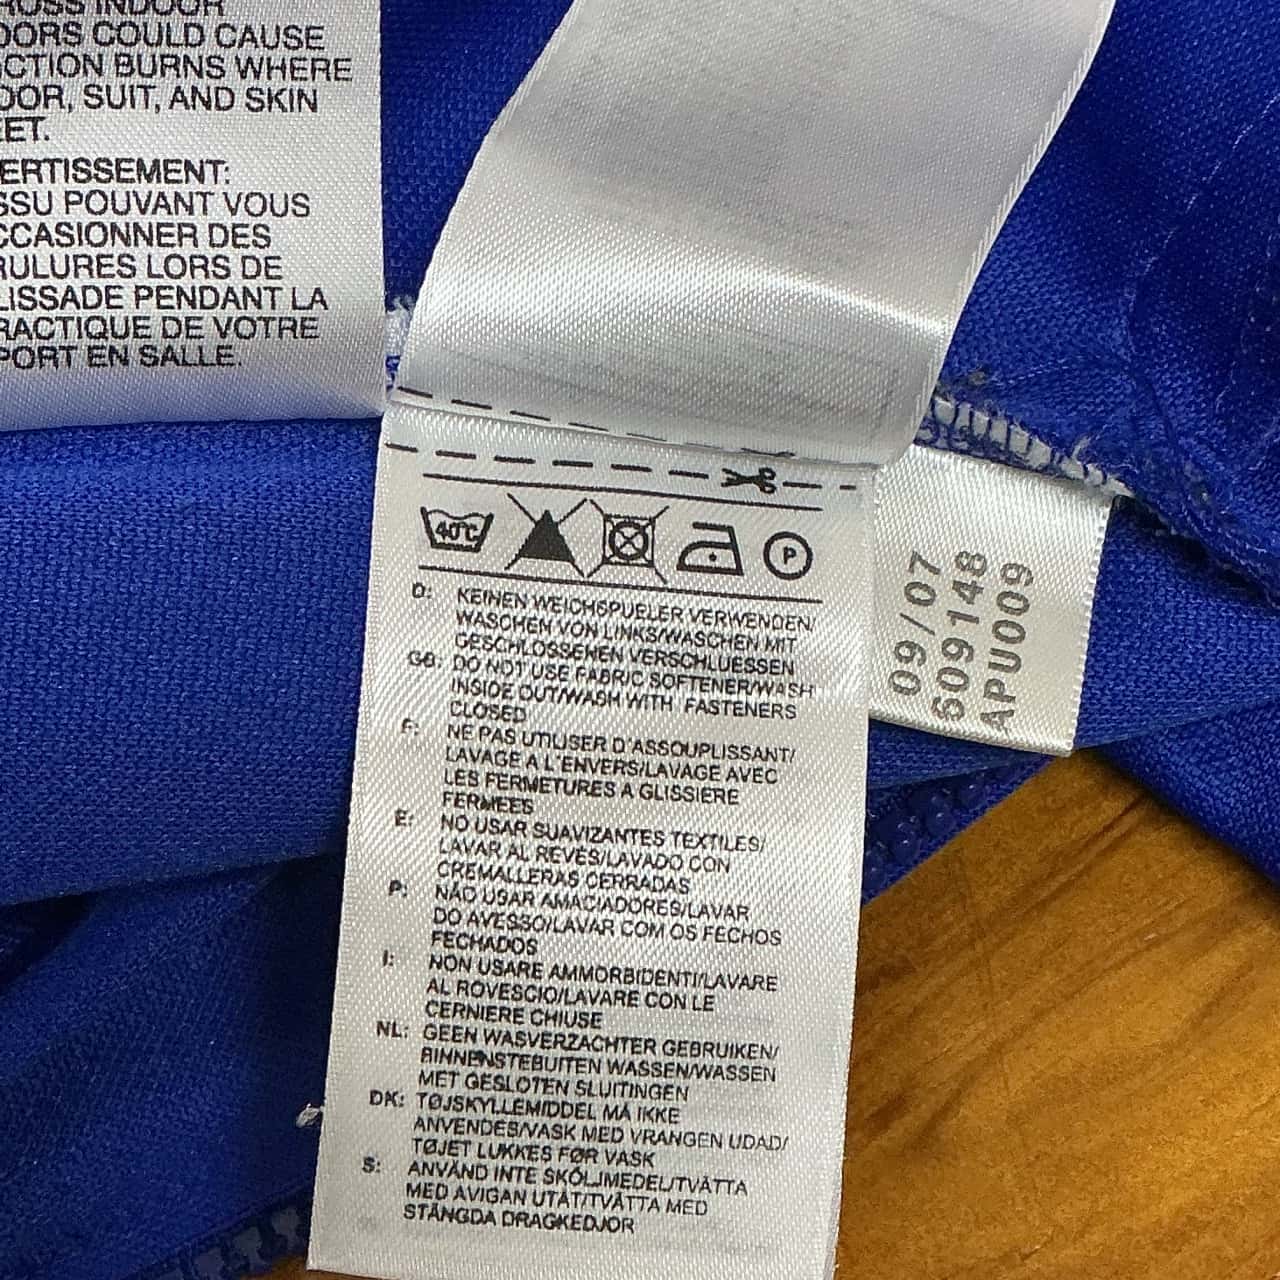 ROSS INDOOR
OORS COULD CAUSE
CTION BURNS WHERE
OOR, SUIT, AND SKIN
EET.
ERTISSEMENT:
SSU POUVANT VOUS
CCASIONNER DES
RULURES LORS DE
LISSADE PENDANT LA
RACTIQUE DE VOTRE
PORT EN SALLE.
40°C
P
D: KEINEN WEICHSPUELER VERWENDEN/
WASCHEN VON LINKS/WASCHEN MIT
GESCHLOSSENEN VERSCHLUESSEN
GB: DO NOT USE FABRIC SOFTENER/WASH
INSIDE OUT/WASH WITH FASTENERS
CLOSED
F: NE PAS UTILISER D'ASSOUPLISSANT/
LAVAGE A L'ENVERS/LAVAGE AVEC
LES FERMETURES A GLISSIERE
FERMEES
E: NO USAR SUAVIZANTES TEXTILES/
LAVAR AL REVES/LAVADO CON
CREMALLERAS CERRADAS
P: NÃO USAR AMACIADORES/LAVAR
DO AVESSO/LAVAR COM OS FECHOS
FECHADOS
I: NON USARE AMMORBIDENTI/LAVARE
AL ROVESCIO/LAVARE CON LE
CERNIERE CHIUSE
NL: GEEN WASVERZACHTER GEBRUIKEN/
BINNENSTEBUITEN WASSEN/WASSEN
MET GESLOTEN SLUITINGEN
DK: TØJSKYLLEMIDDEL MÅ IKKE
ANVENDES/VASK MED VRANGEN UDAD/
TØJET LUKKES FØR VASK
S: ANVÄND INTE SKÖLJMEDEL/TVÄTTA
MED AVIGAN UTÅT/TVÄTTA MED
STÄNGDA DRAGKEDJOR
09/07
609148
APU009